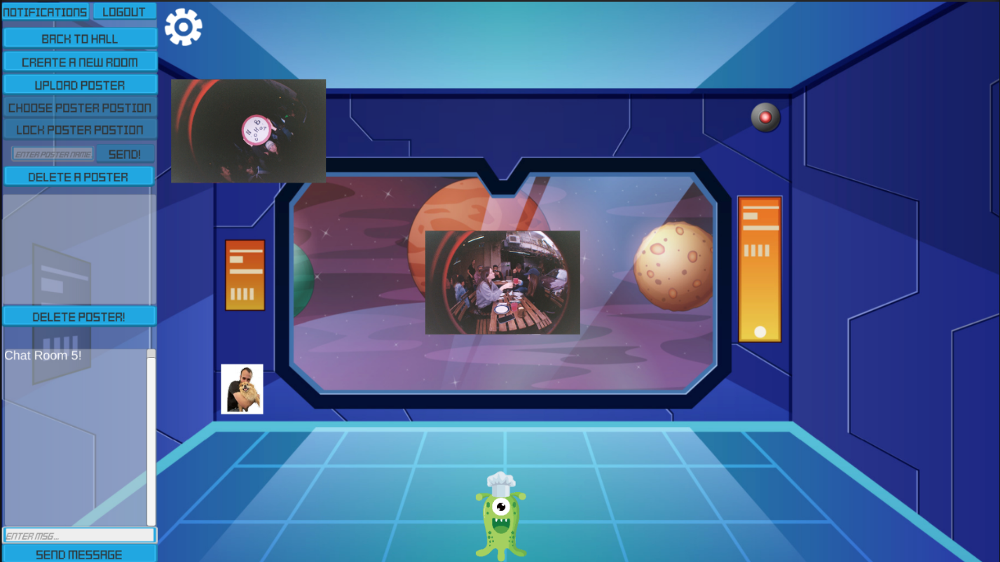 NOTIFICATIONS
LOGOUT
BACK TO HALL
CREATE A NEW ROOM
UPLOAD POSTER
CHOOSE POSTER POSTION
LOCK POSTER POSTION
ENTER POSTER NAME
SEND!
DELETE A POSTER
DELETE POSTER!
Chat Room 5!
ENTER MSG...
SEND MESSAGE